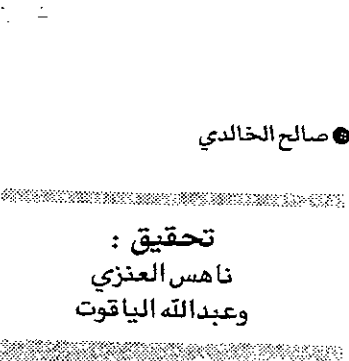 صالح الخالدي
تحقيق :
ناهس العنزي
وعبدالله الياقوت